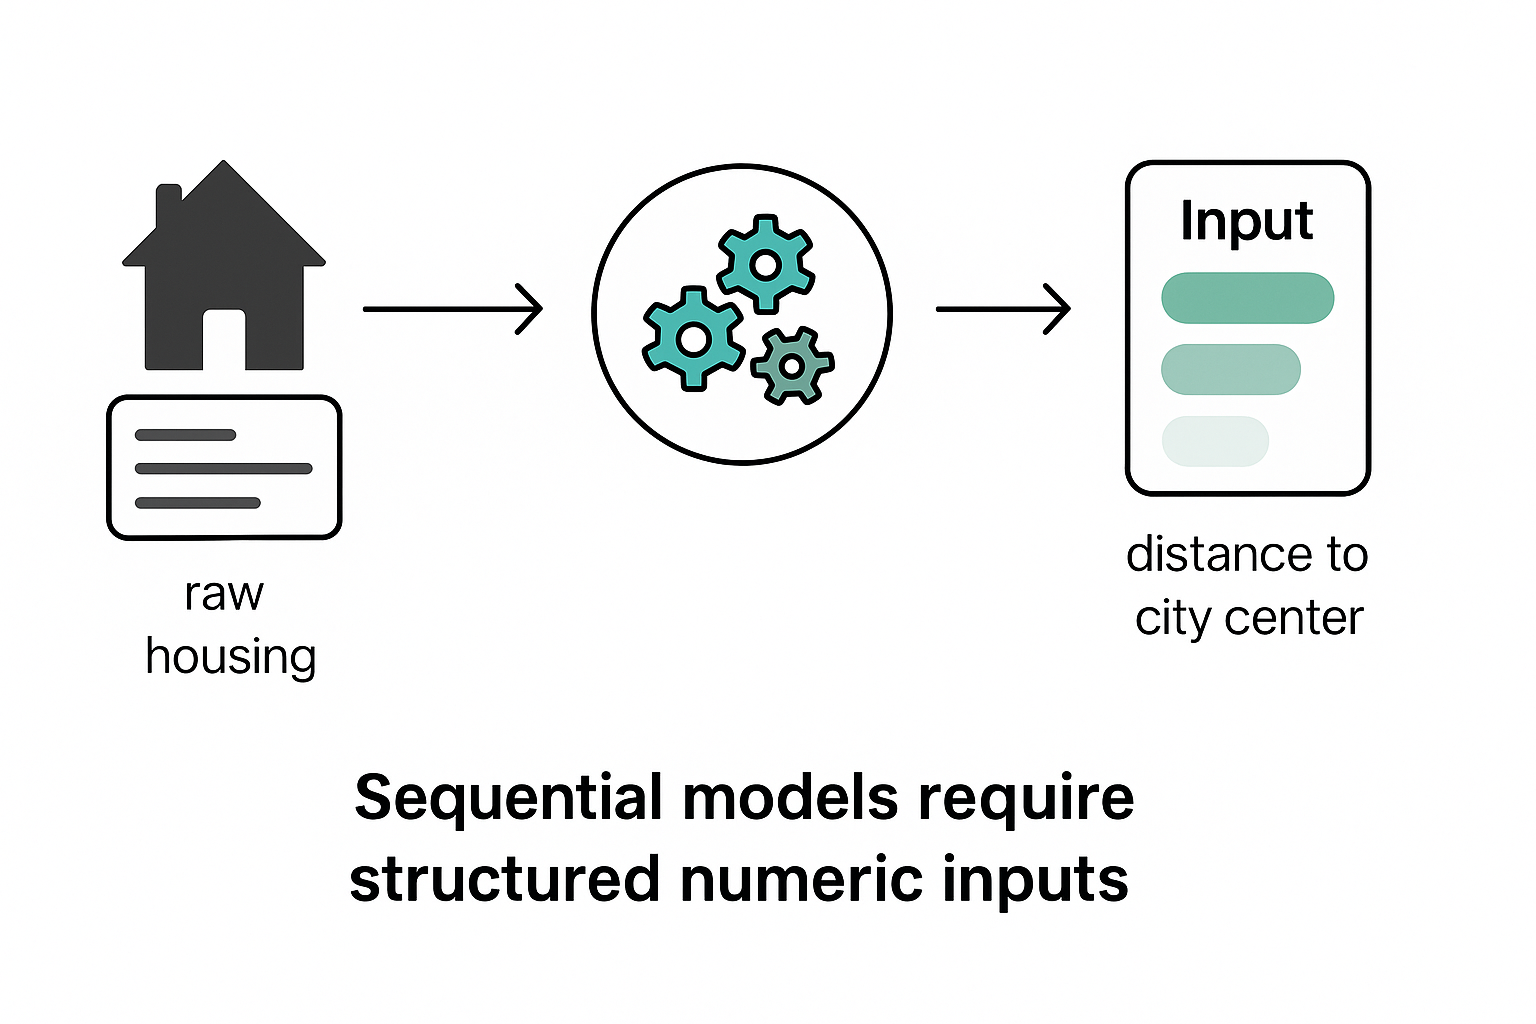 Input
raw
housing
distance to
city center
Sequential models require
structured numeric inputs